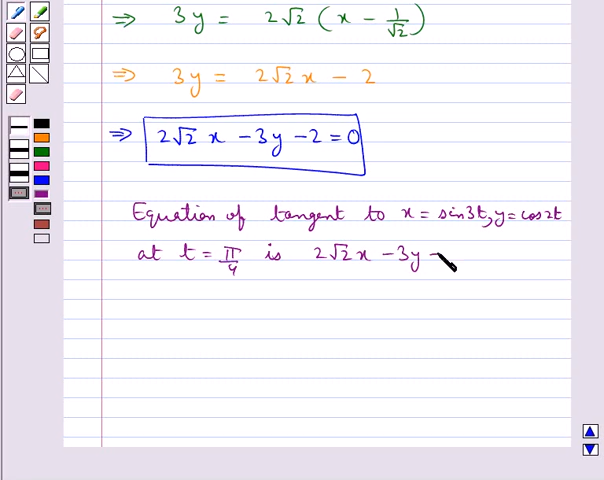 ⇒ 3y = 2√2 (x - 1/√2)
⇒ 3y = 2√2 x - 2
⇒ 2√2 x - 3y - 2 = 0
Equation of tangent to x = sin3t, y = cos2t
at t = π/4 is 2√2x - 3y -